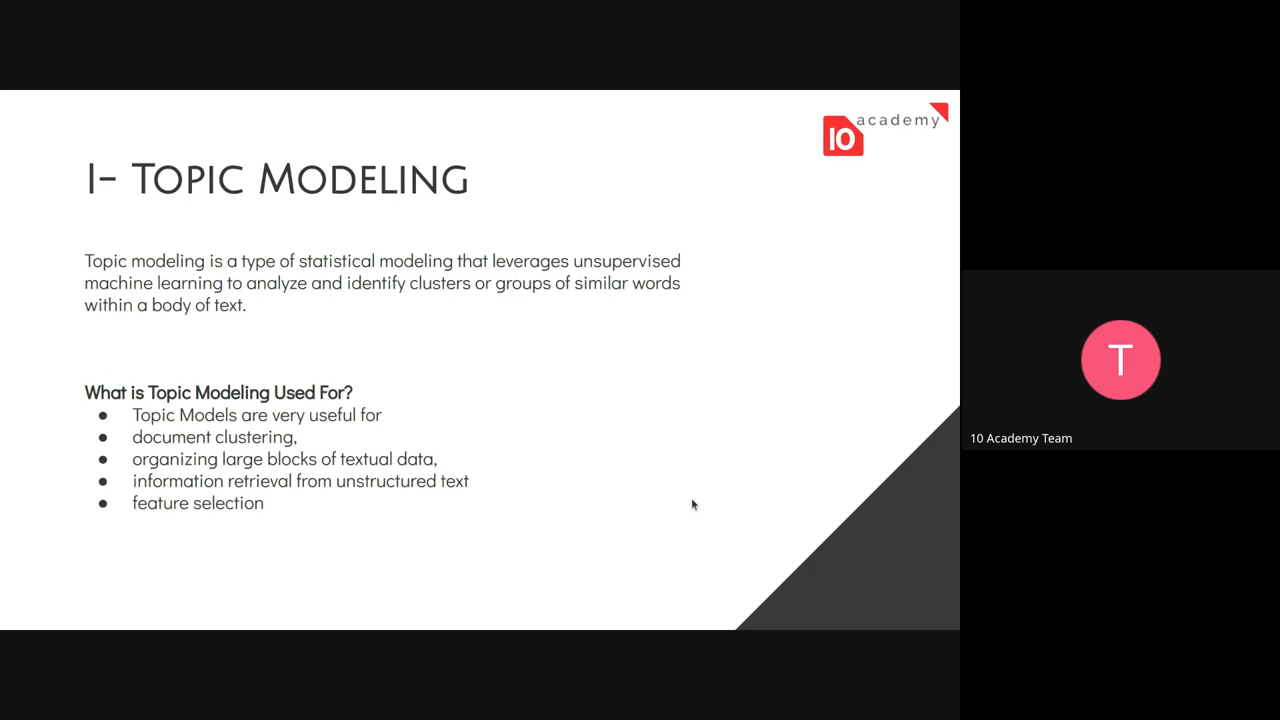 10 academy
I- Topic Modeling
Topic modeling is a type of statistical modeling that leverages unsupervised
machine learning to analyze and identify clusters or groups of similar words
within a body of text.
What is Topic Modeling Used For?
● Topic Models are very useful for
● document clustering,
● organizing large blocks of textual data,
● information retrieval from unstructured text
● feature selection
T
10 Academy Team